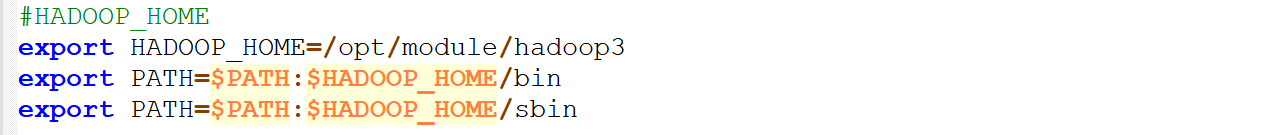 #HADOOP_HOME
export HADOOP_HOME=/opt/module/hadoop3
export PATH=$PATH:$HADOOP_HOME/bin
export PATH=$PATH:$HADOOP_HOME/sbin